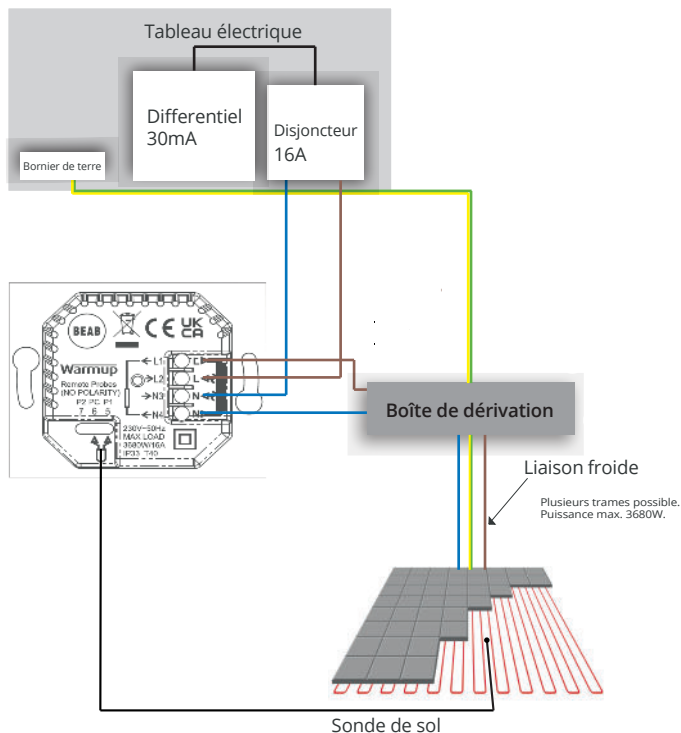 Tableau électrique
Differentiel
30mA
Disjoncteur
16A
Bornier de terre
BEAB
CE UK
CA
Warmup
Remote Probes
(NO POLARITY)
P2 PC P1
7 6 5
L1
L2 L
N3 N
N4 N
230V~50Hz
MAX LOAD
3680W/16A
IP33 T40
Boîte de dérivation
Liaison froide
Plusieurs trames possible.
Puissance max. 3680W.
Sonde de sol